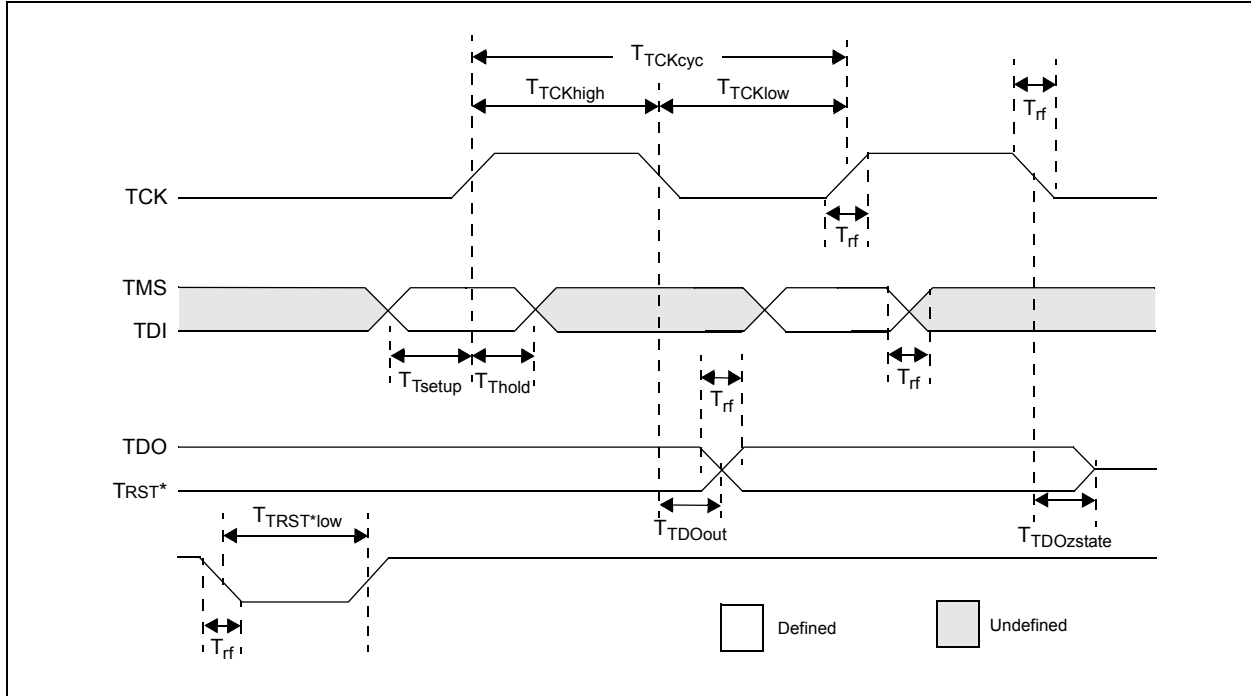 TTCKcyc
TTCKhigh
TTCKlow
Trf
TCK
Trf
TMS
TDI
TTsetup
TThold
Trf
Trf
TDO
TRST*
TTRST*low
TTDOout
TTDOzstate
Trf
Defined
Undefined